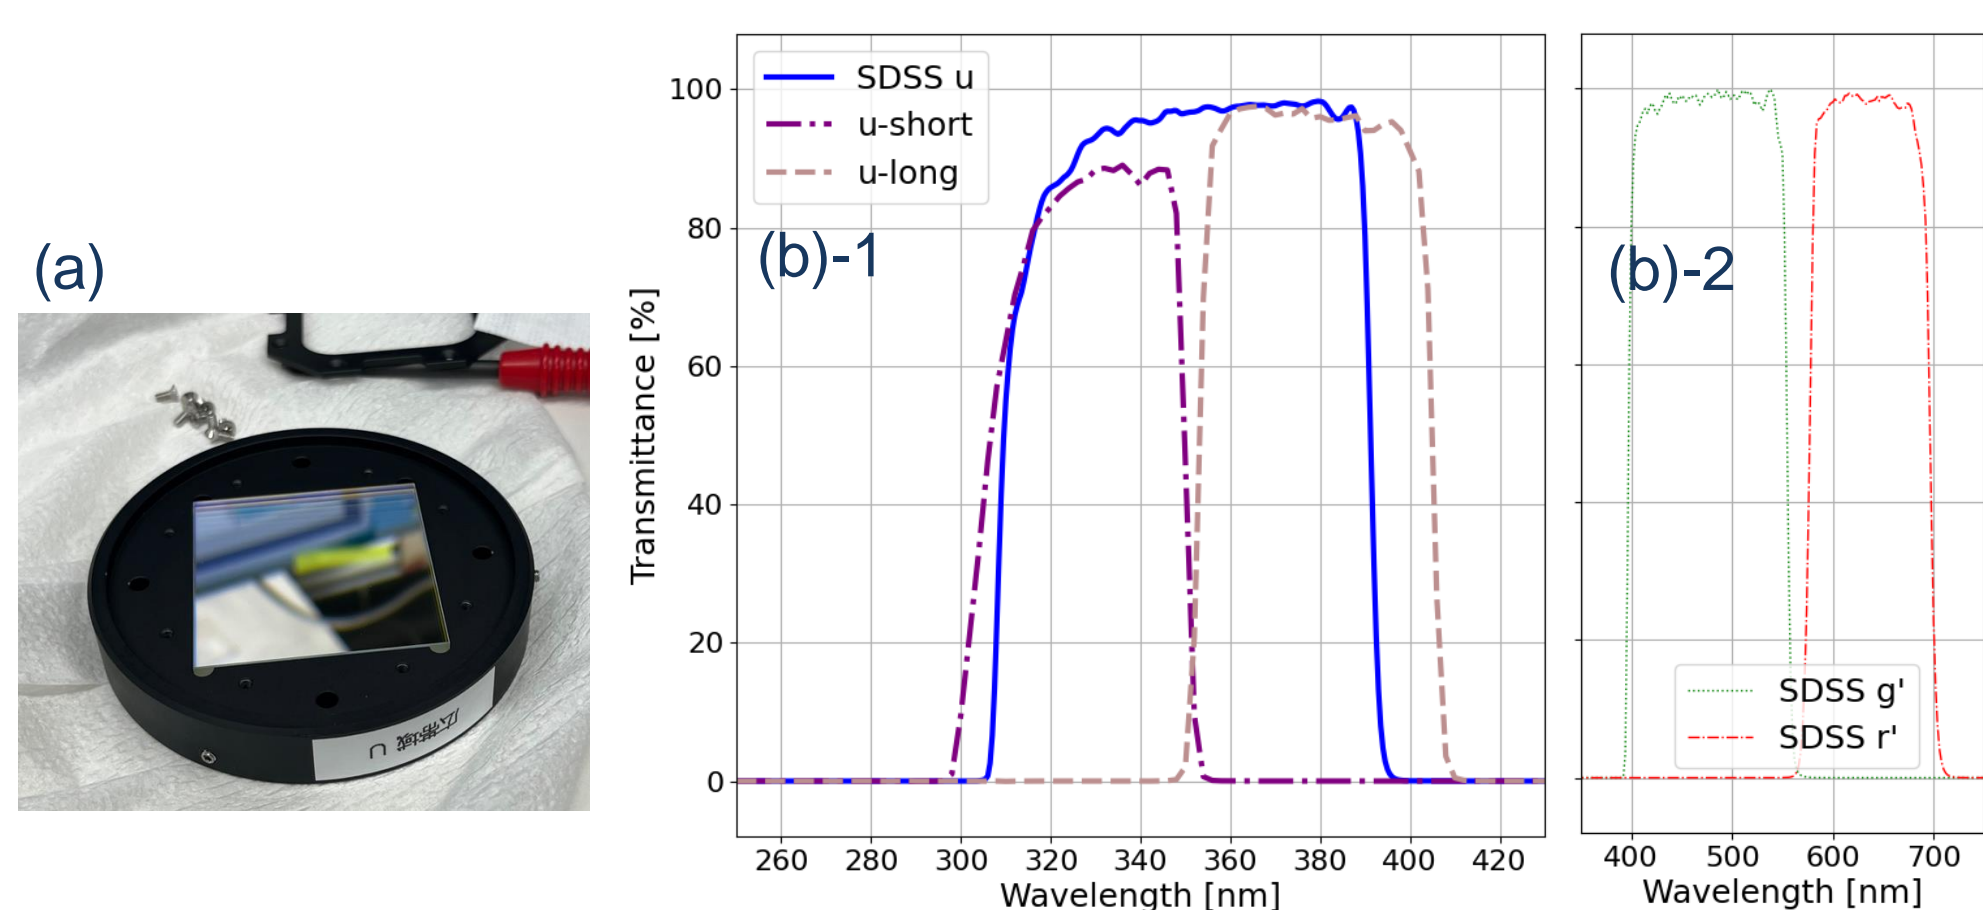 (a)
U
(b)-1
SDSS u
u-short
u-long
Transmittance [%]
100
80
60
40
20
0
260 280 300 320 340 360 380 400 420
Wavelength [nm]
(b)-2
SDSS g'
SDSS r'
400 500 600 700
Wavelength [nm]